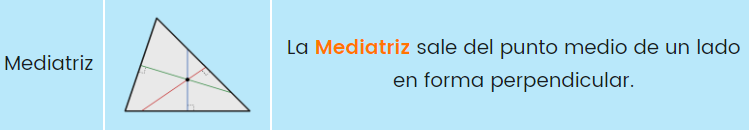 Mediatriz
La Mediatriz sale del punto medio de un lado
en forma perpendicular.